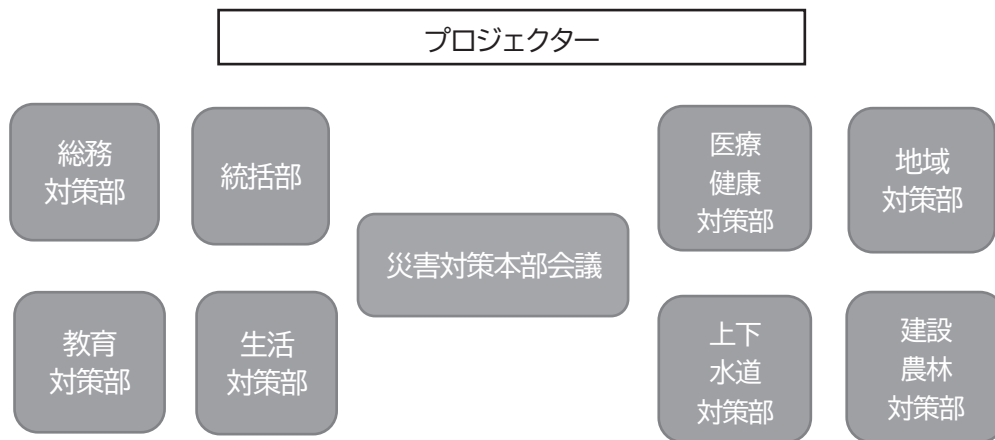 プロジェクター
総務
対策部
統括部
医療
健康
対策部
地域
対策部
災害対策本部会議
教育
対策部
生活
対策部
上下
水道
対策部
建設
農林
対策部